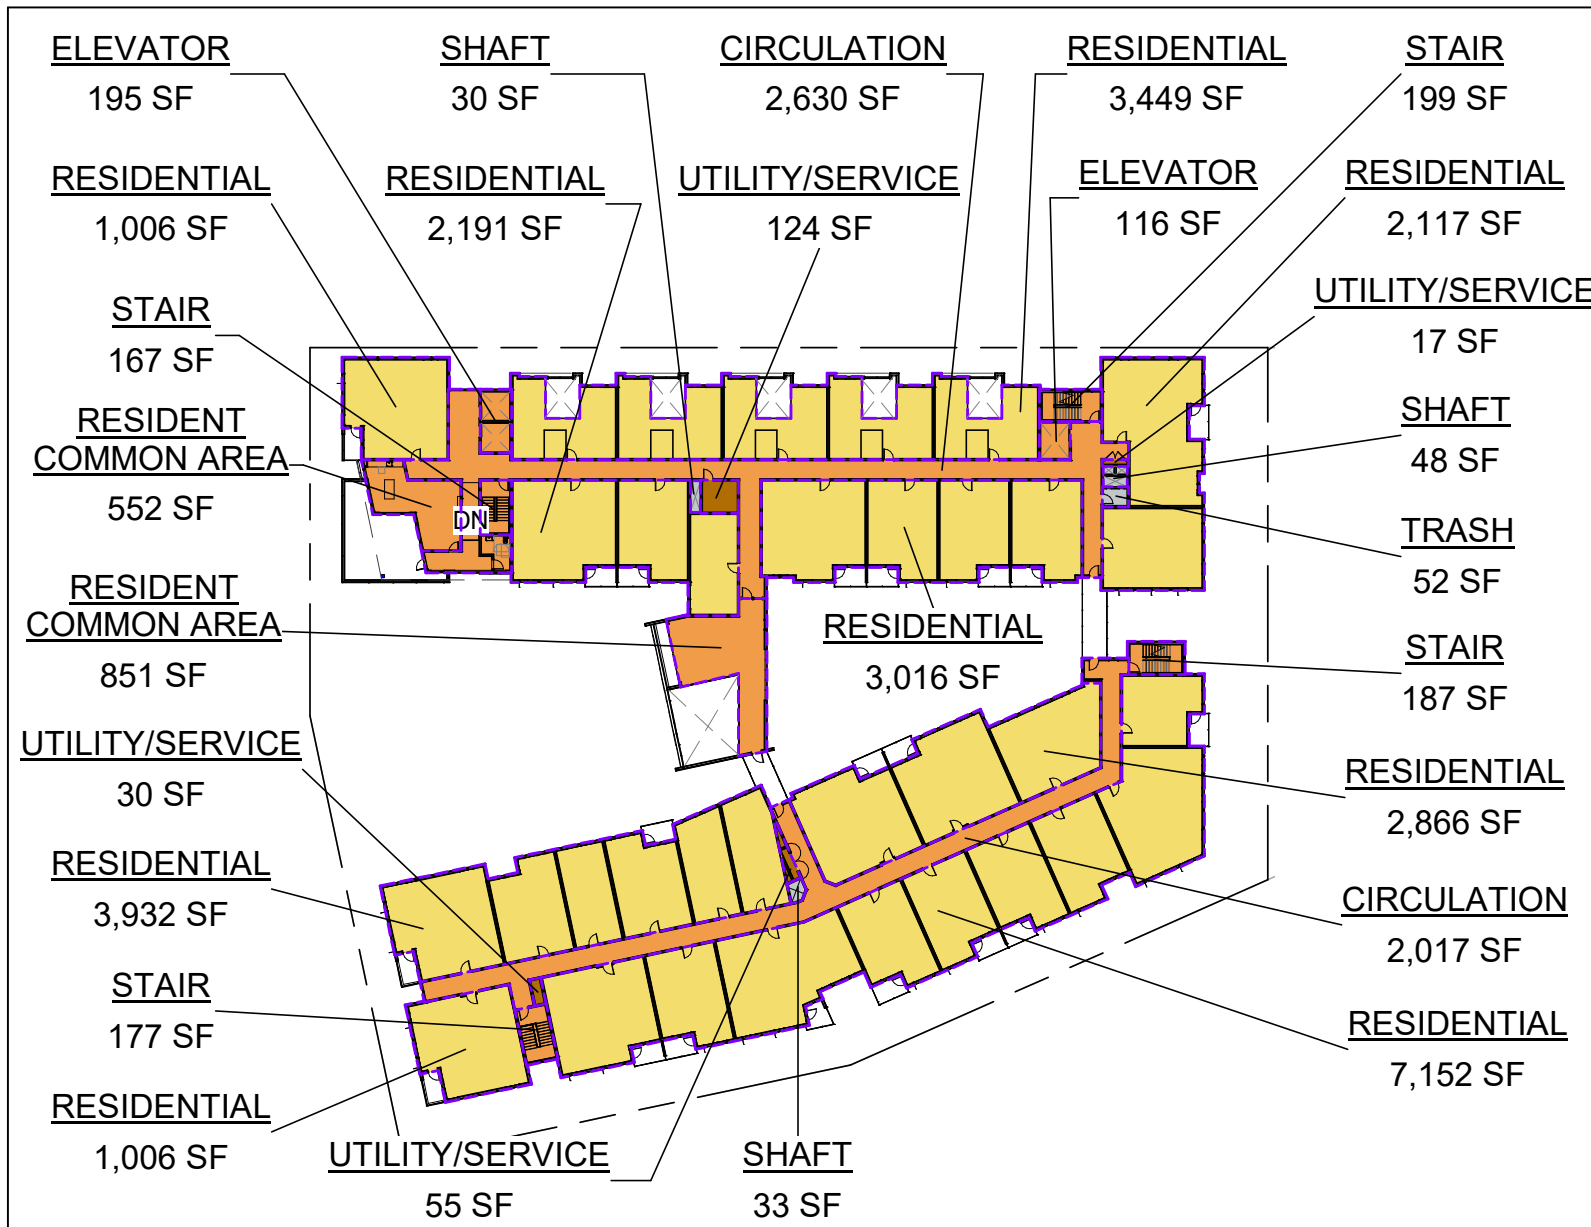 ELEVATOR
195 SF
SHAFT
30 SF
CIRCULATION
2,630 SF
RESIDENTIAL
3,449 SF
STAIR
199 SF
RESIDENTIAL
1,006 SF
RESIDENTIAL
2,191 SF
UTILITY/SERVICE
124 SF
ELEVATOR
116 SF
RESIDENTIAL
2,117 SF
STAIR
167 SF
UTILITY/SERVICE
17 SF
RESIDENT
COMMON AREA
552 SF
SHAFT
48 SF
DN
TRASH
52 SF
RESIDENT
COMMON AREA
851 SF
RESIDENTIAL
3,016 SF
STAIR
187 SF
UTILITY/SERVICE
30 SF
RESIDENTIAL
2,866 SF
RESIDENTIAL
3,932 SF
CIRCULATION
2,017 SF
STAIR
177 SF
RESIDENTIAL
7,152 SF
RESIDENTIAL
1,006 SF
UTILITY/SERVICE
55 SF
SHAFT
33 SF